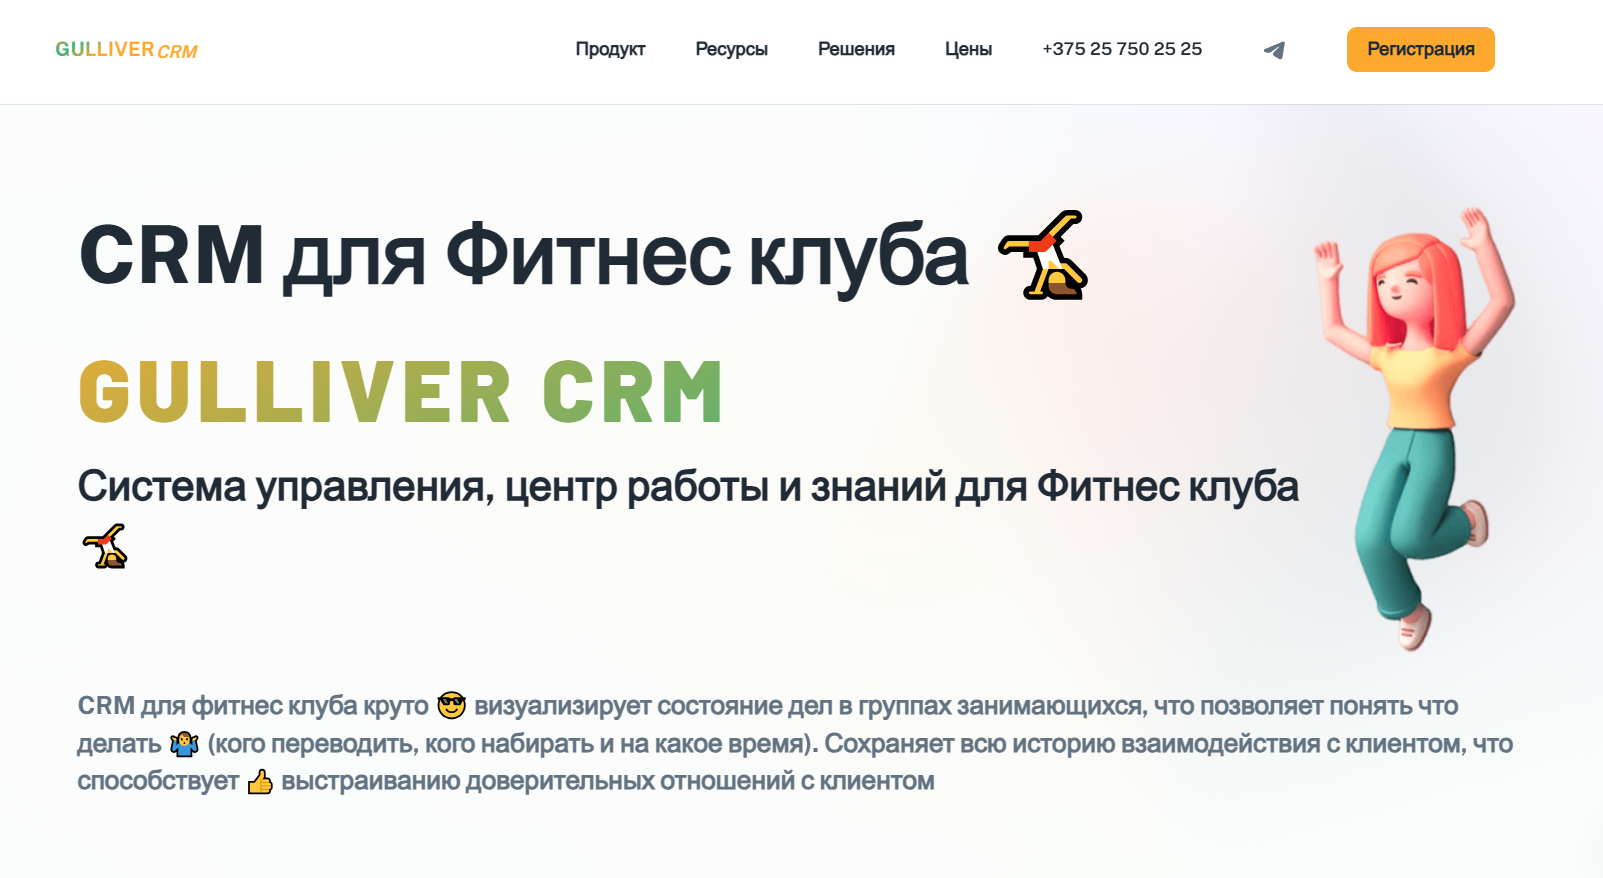 GULLIVER CRM
Продукт Ресурсы Решения Цены +375 25 750 25 25 Регистрация
CRM для Фитнес клуба 🤸
GULLIVER CRM
Система управления, центр работы и знаний для Фитнес клуба
🤸
CRM для фитнес клуба круто 😎 визуализирует состояние дел в группах занимающихся, что позволяет понять что
делать 🤷 (кого переводить, кого набирать и на какое время). Сохраняет всю историю взаимодействия с клиентом, что
способствует 👍 выстраиванию доверительных отношений с клиентом